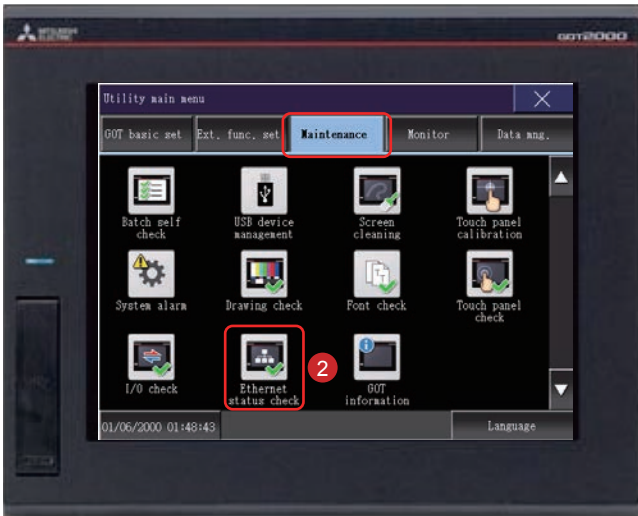 MITSUBISHI
ELECTRIC
GOT2000
Utility main menu
GOT basic set Ext. func. set Maintenance Monitor Data mng.
Batch self
check
USB device
management
Screen
cleaning
Touch panel
calibration
System alarm
Drawing check
Font check
Touch panel
check
I/O check
Ethernet
status check
2
GOT
information
01/06/2000 01:48:43
Language